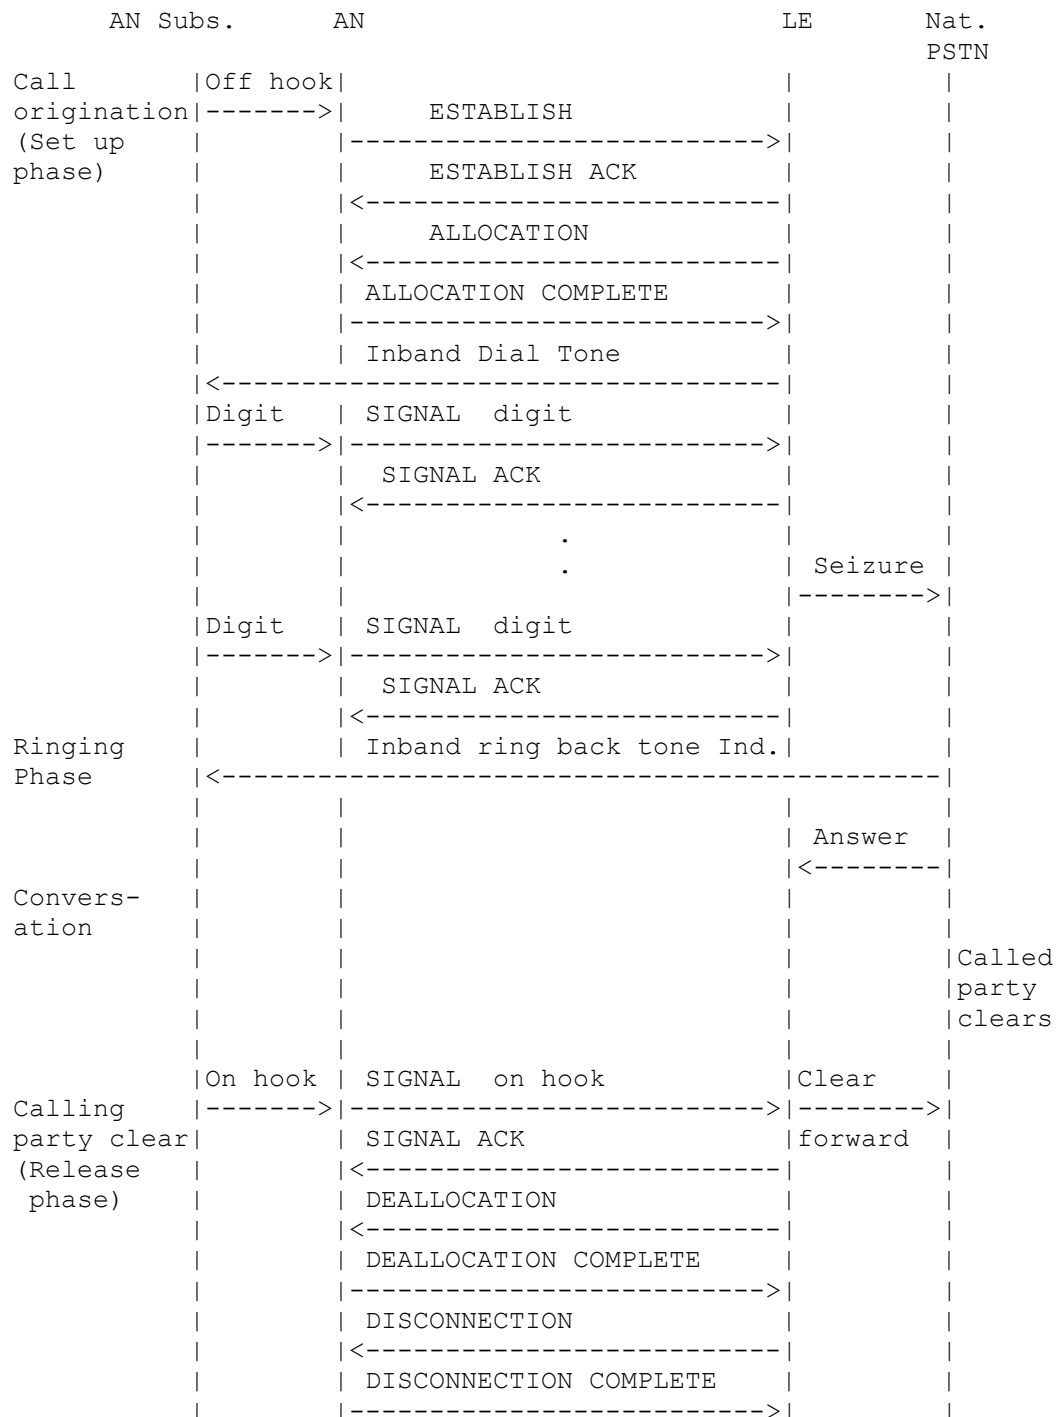 AN Subs. AN LE Nat.
PSTN
Call |Off hook| | |
origination|------->| ESTABLISH | |
(Set up | |-------------------------->| |
phase) | | ESTABLISH ACK | |
| |<--------------------------| |
| | ALLOCATION | |
| |<--------------------------| |
| | ALLOCATION COMPLETE | |
| |-------------------------->| |
| | Inband Dial Tone | |
|<-----------------------------------| |
|Digit | SIGNAL digit | |
|------->|-------------------------->| |
| | SIGNAL ACK | |
| |<--------------------------| |
| | . | |
| | . | Seizure |
| | |-------->|
|Digit | SIGNAL digit | |
|------->|-------------------------->| |
| | SIGNAL ACK | |
| |<--------------------------| |
Ringing | | Inband ring back tone Ind.| |
Phase |<---------------------------------------------|
| | | |
| | | Answer |
| | |<--------|
Convers- | | | |
ation | | | |
| | | |Called
| | | |party
| | | |clears
| | | |
|On hook | SIGNAL on hook |Clear |
Calling |------->|-------------------------->|-------->|
party clear| | SIGNAL ACK |forward |
(Release | |<--------------------------| |
phase) | | DEALLOCATION | |
| |<--------------------------| |
| | DEALLOCATION COMPLETE | |
| |-------------------------->| |
| | DISCONNECTION | |
| |<--------------------------| |
| | DISCONNECTION COMPLETE | |
| |-------------------------->| |